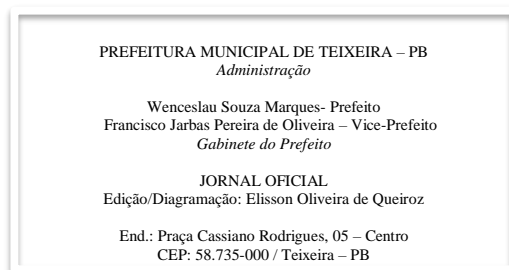 PREFEITURA MUNICIPAL DE TEIXEIRA – PB
Administração
Wenceslau Souza Marques- Prefeito
Francisco Jarbas Pereira de Oliveira – Vice-Prefeito
Gabinete do Prefeito
JORNAL OFICIAL
Edição/Diagramação: Elisson Oliveira de Queiroz
End.: Praça Cassiano Rodrigues, 05 – Centro
CEP: 58.735-000 / Teixeira – PB